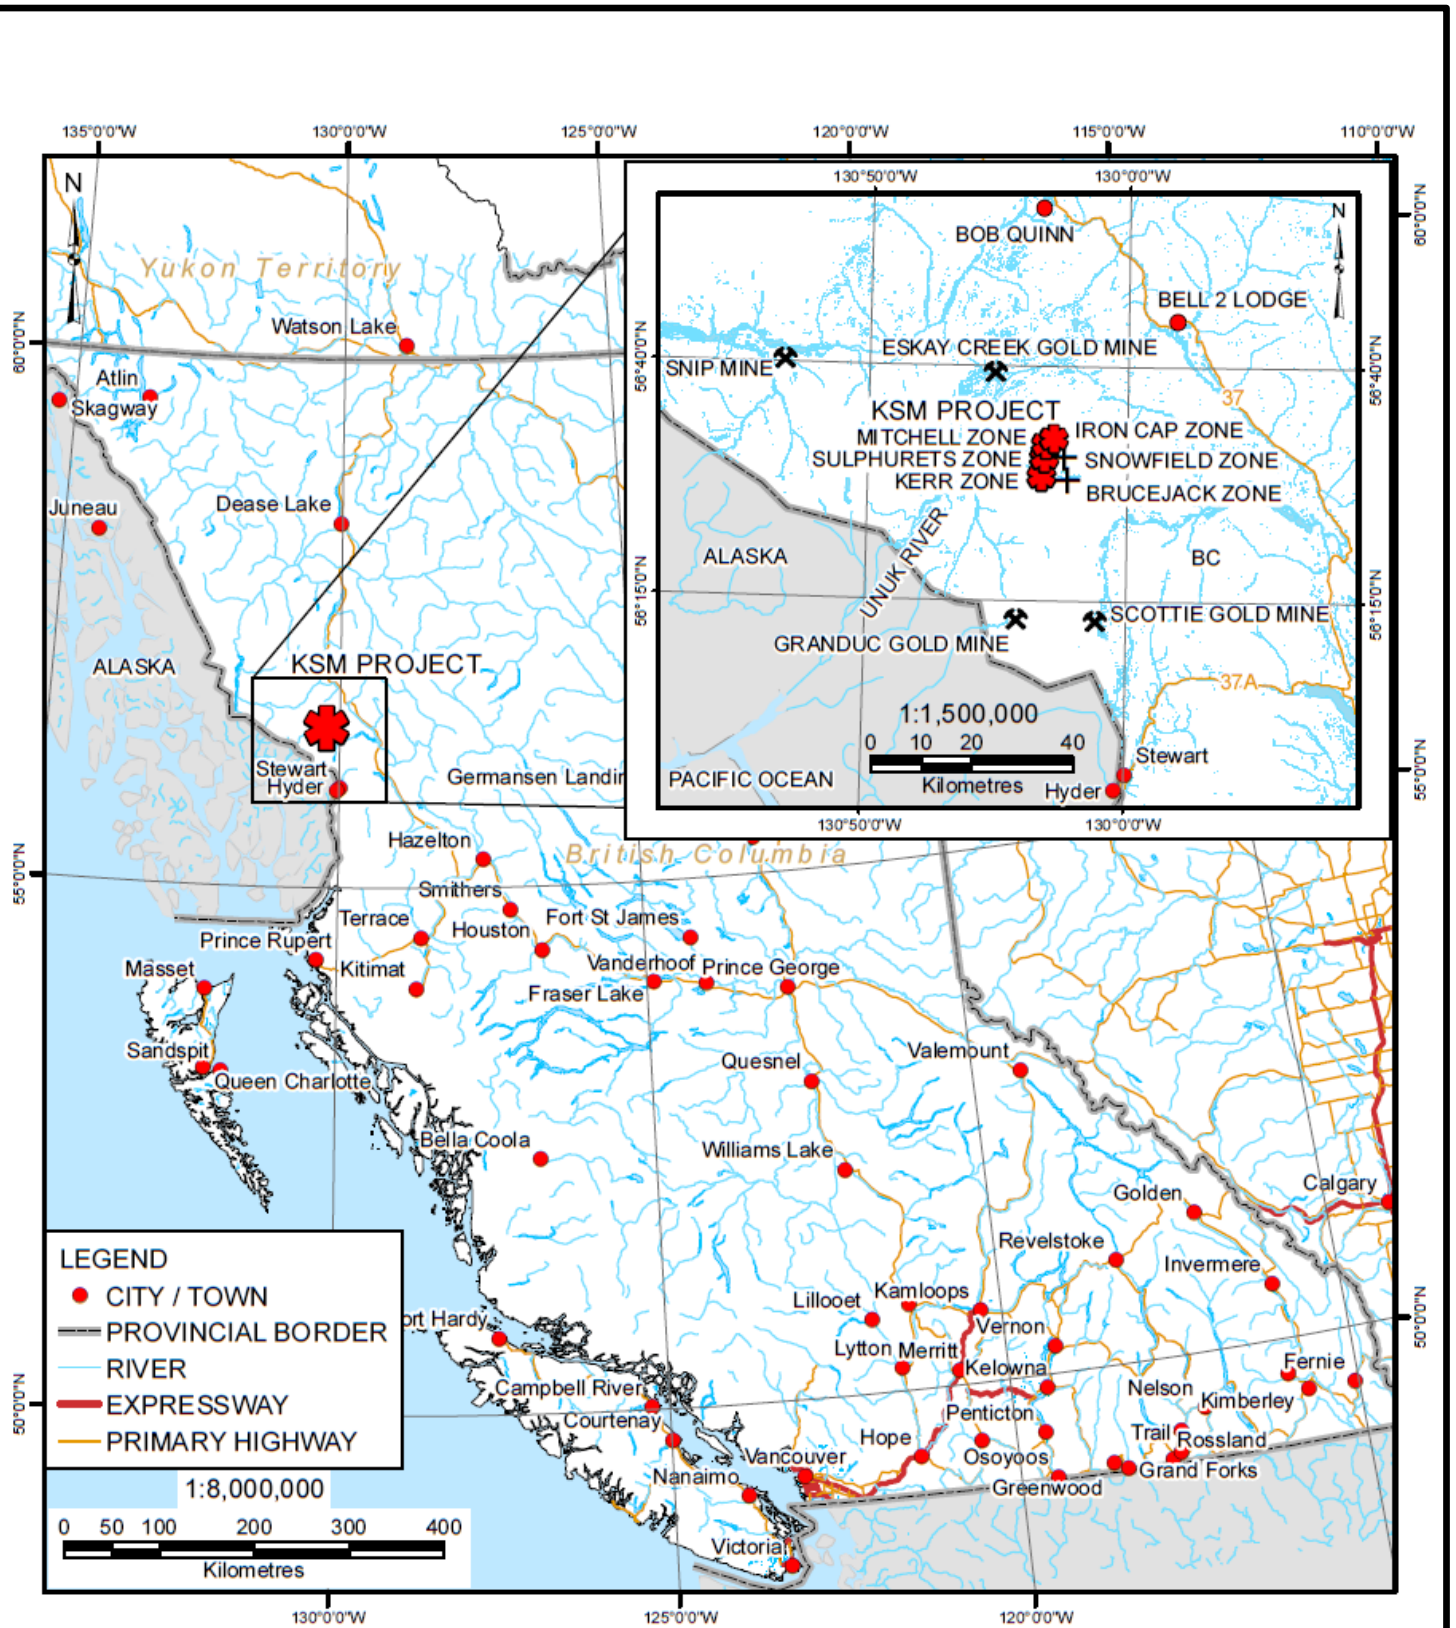 135°0'0"W
130°0'0"W
125°0'0"W
120°0'0"W
115°0'0"W
110°0'0"W
N
Yukon Territory
Watson Lake
60°0'0"N
Atlin
Skagway
Juneau
Dease Lake
ALASKA
KSM PROJECT
Stewart
Hyder
Germansen Landin
130°50'0"W
130°0'0"W
N
BOB QUINN
BELL 2 LODGE
ESKAY CREEK GOLD MINE
SNIP MINE
56°40'0"N
56°40'0"N
37
KSM PROJECT
IRON CAP ZONE
MITCHELL ZONE
SULPHURETS ZONE
SNOWFIELD ZONE
KERR ZONE
BRUCEJACK ZONE
ALASKA
UNUK RIVER
BC
56°15'0"N
56°15'0"N
SCOTTIE GOLD MINE
GRANDUC GOLD MINE
37A
1:1,500,000
0 10 20 40
Kilometres
Stewart
PACIFIC OCEAN
Hyder
130°50'0"W
130°0'0"W
60°0'0"N
55°0'0"N
Hazelton
British Columbia
55°0'0"N
Smithers
Terrace
Houston
Fort St James
Prince Rupert
Masset
Kitimat
Vanderhoof
Prince George
Fraser Lake
Sandspit
Queen Charlotte
Quesnel
Valemount
Bella Coola
Williams Lake
Golden
Calgary
Revelstoke
Invermere
LEGEND
CITY / TOWN
PROVINCIAL BORDER
RIVER
EXPRESSWAY
PRIMARY HIGHWAY
ort Hardy
Lillooet
Kamloops
Vernon
50°0'0"N
Lytton
Merritt
Kelowna
Fernie
Campbell River
Nelson
Kimberley
50°0'0"N
Courtenay
Penticton
Hope
Trail
Rossland
Vancouver
Osoyoos
Grand Forks
Nanaimo
Greenwood
1:8,000,000
0 50 100 200 300 400
Kilometres
Victoria
130°0'0"W
125°0'0"W
120°0'0"W